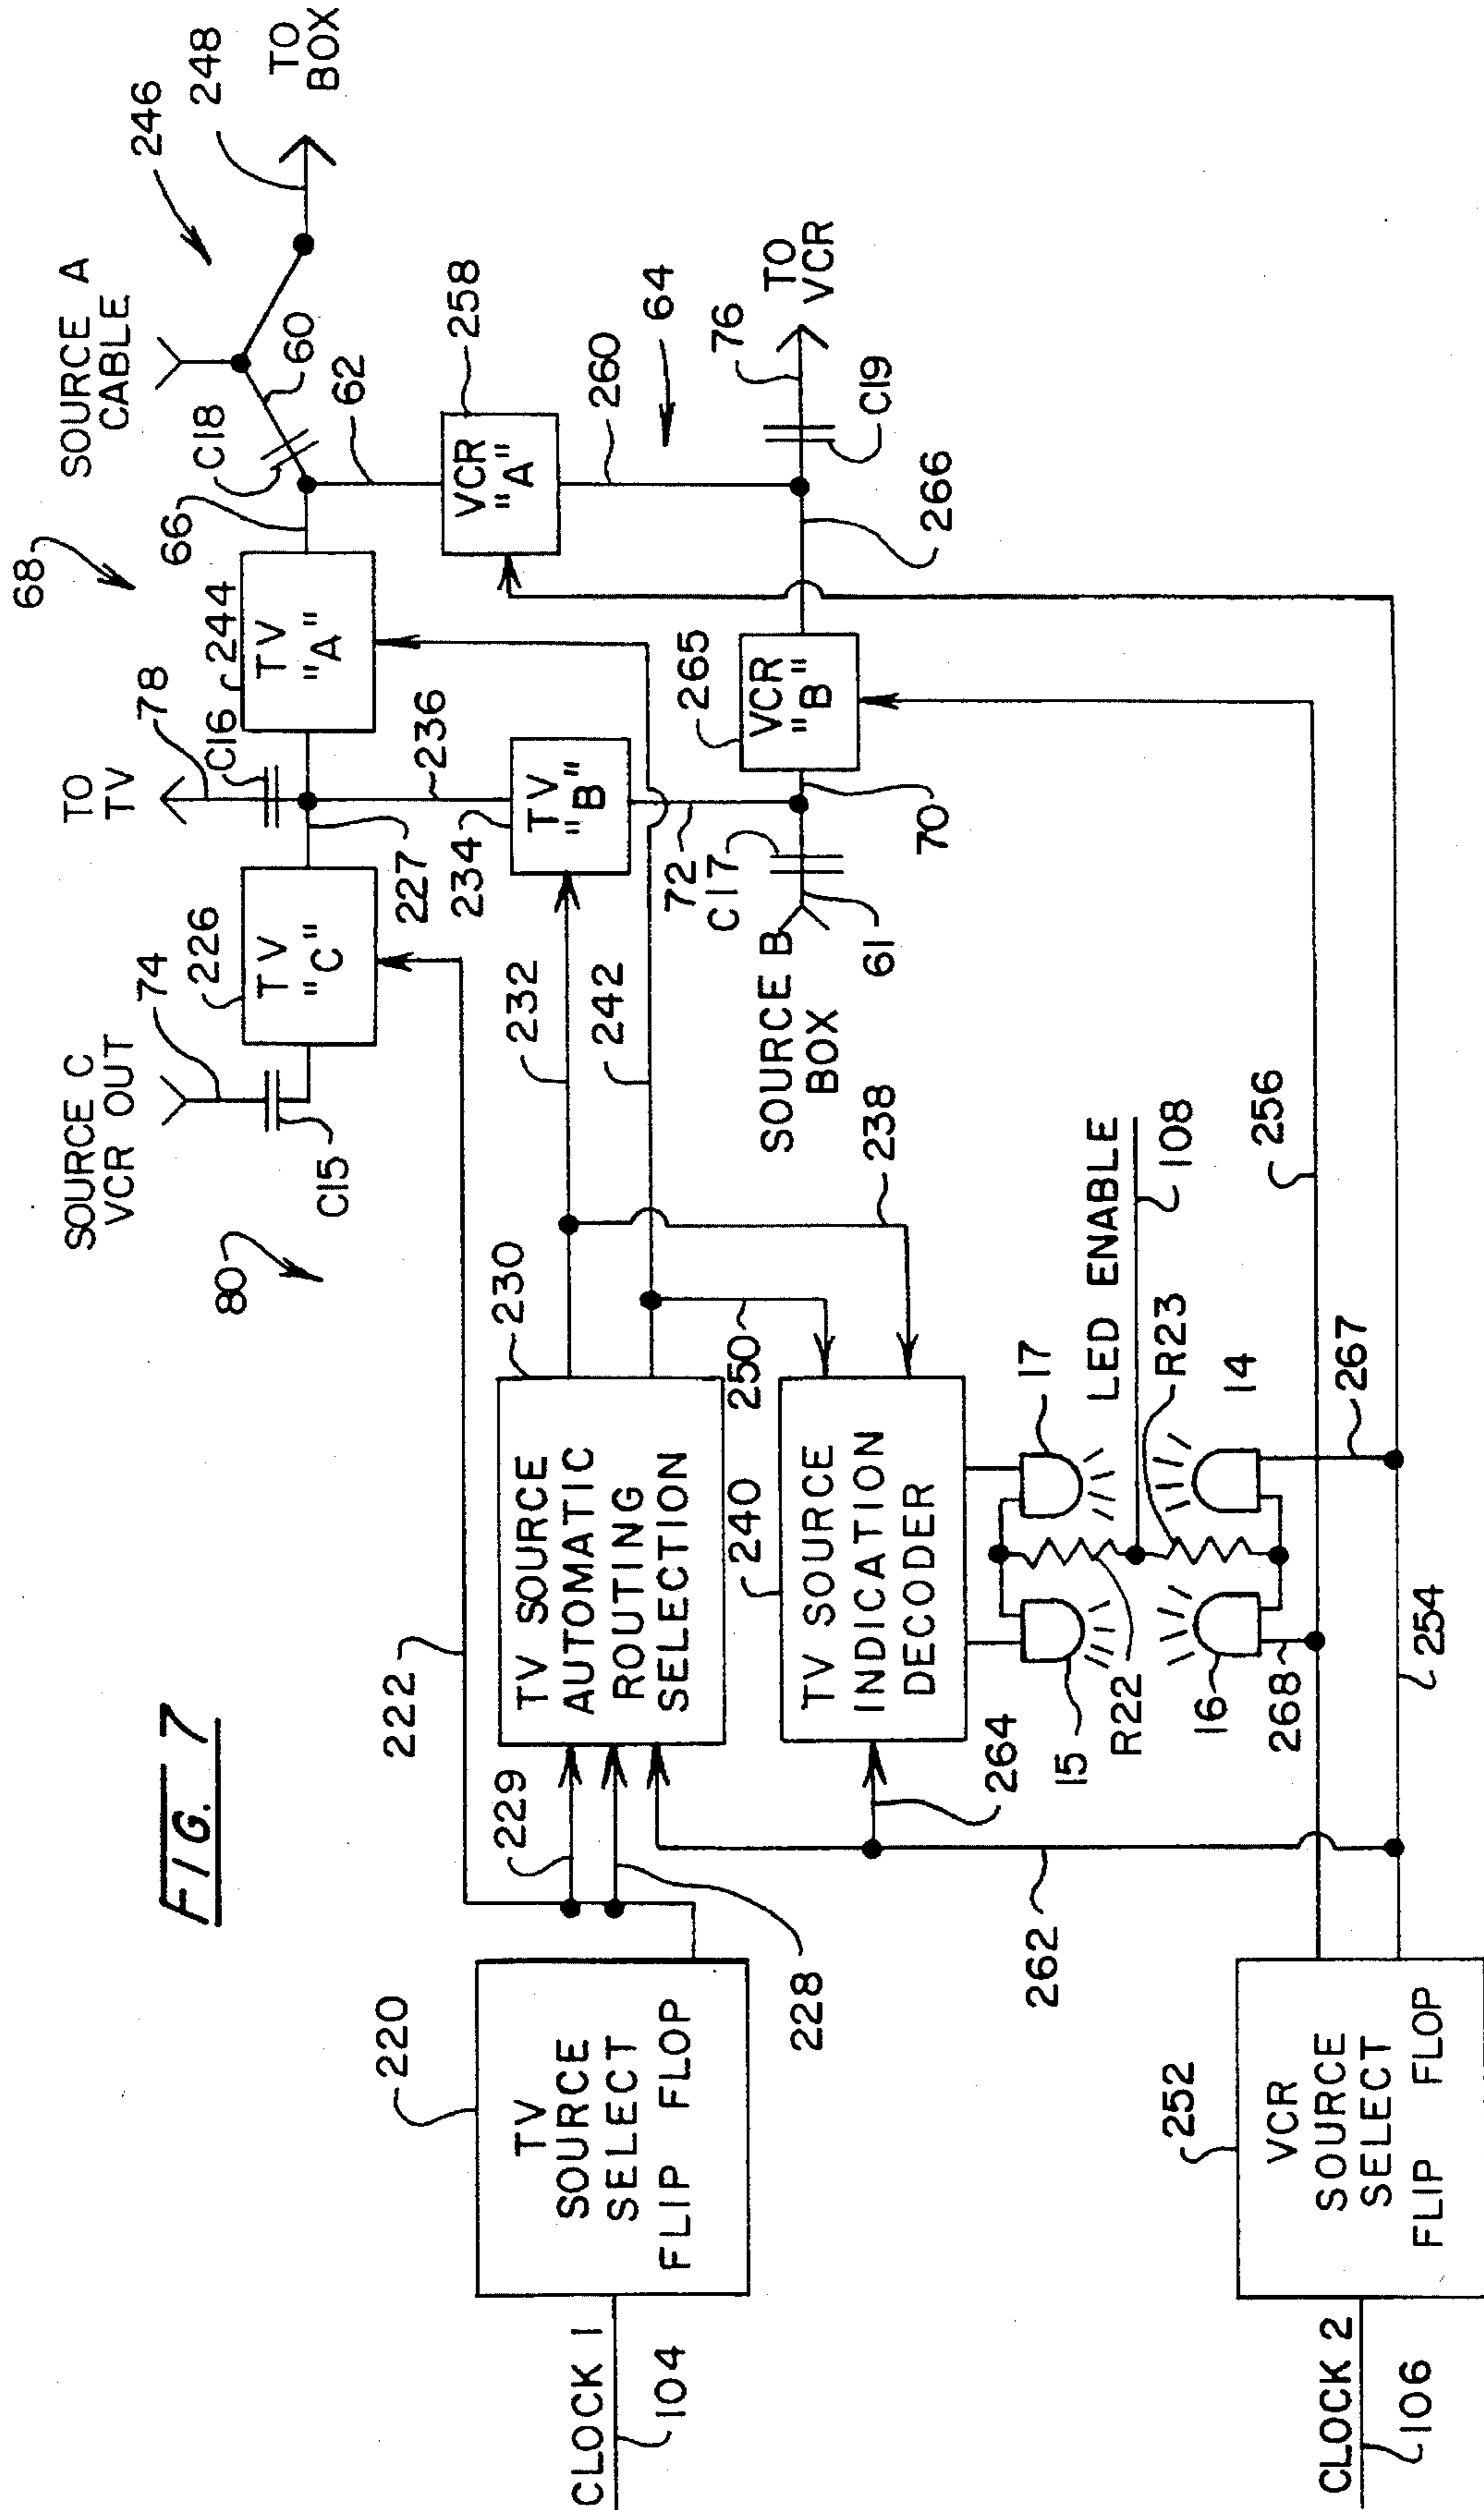 FIG. 7
CLOCK 1
104
220
TV
SOURCE
SELECT
FLIP FLOP
222
229
228
230
TV SOURCE
AUTOMATIC
ROUTING
SELECTION
232
242
238
250
240
TV SOURCE
INDICATION
DECODER
264
262
15
17
R22
LED ENABLE
108
R23
16
14
268
267
254
256
CLOCK 2
106
252
VCR
SOURCE
SELECT
FLIP FLOP
80
SOURCE C
VCR OUT
74
C15
226
TV
"C"
227
TO
TV
78
C16
244
TV
"A"
68
66
C18
SOURCE A
CABLE
60
246
248
TO
BOX
62
258
VCR
"A"
260
64
234
TV
"B"
236
72
C17
SOURCE B
BOX
61
70
265
VCR
"B"
266
76
C19
TO
VCR